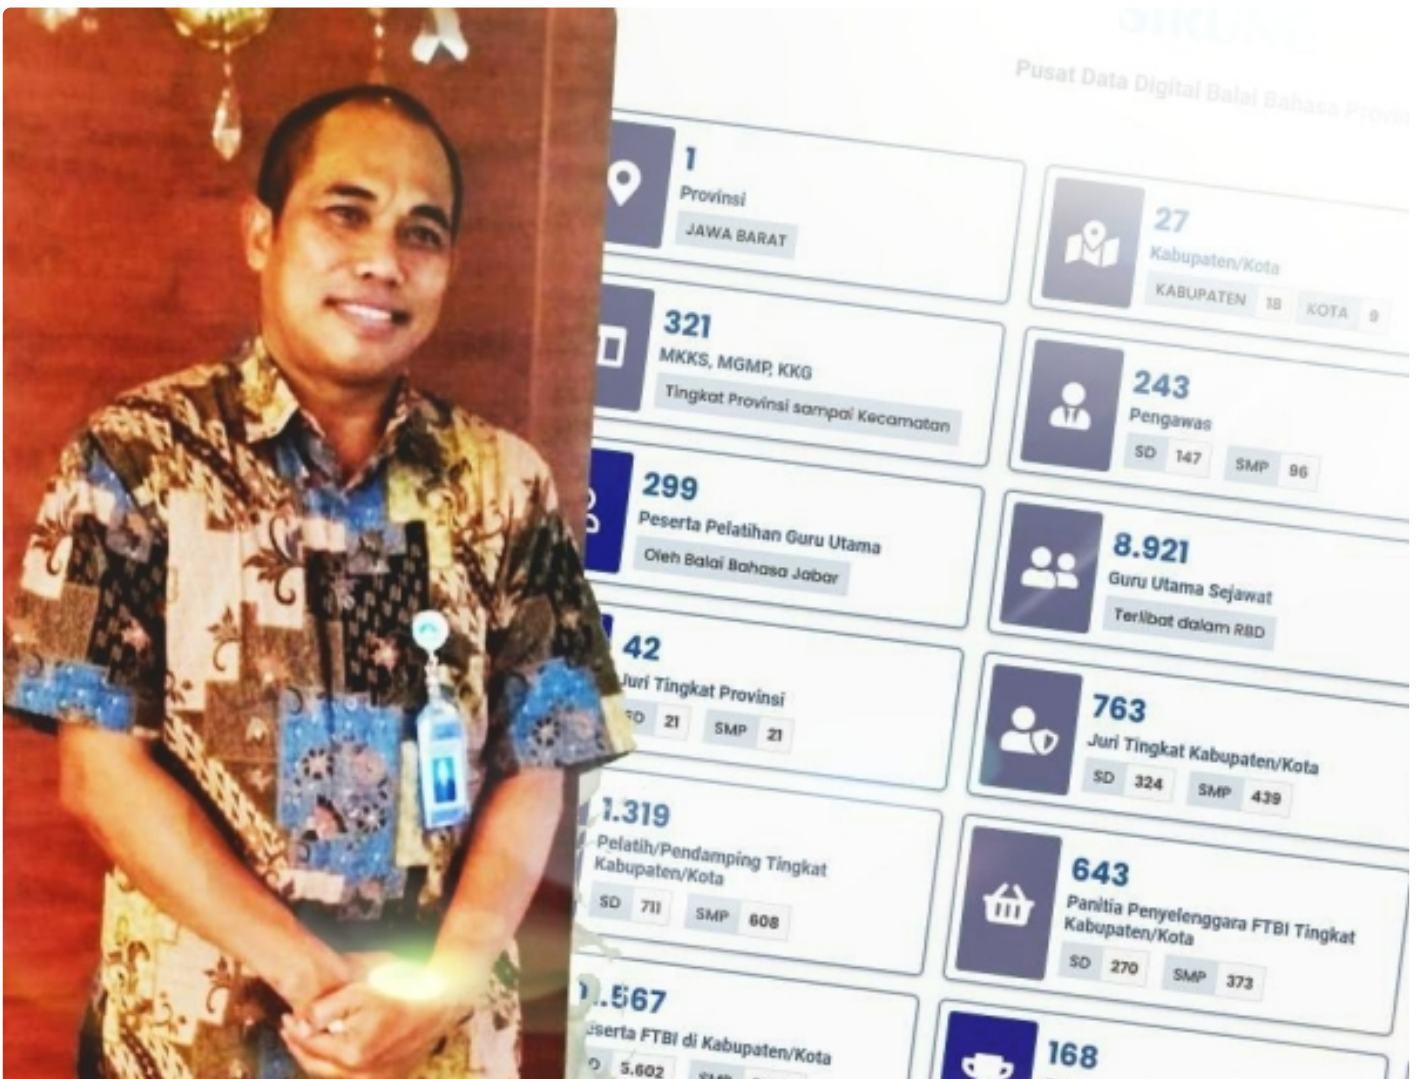 Pusat Data Digital Balai Bahasa
1
Provinsi
JAWA BARAT
27
Kabupaten/Kota
KABUPATEN 18 KOTA 9
321
MKKS, MGMP, KKG
Tingkat Provinsi sampai Kecamatan
243
Pengawas
SD 147 SMP 96
299
Peserta Pelatihan Guru Utama
Oleh Balai Bahasa Jabar
8.921
Guru Utama Sejawat
Terlibat dalam RBD
42
Juri Tingkat Provinsi
SD 21 SMP 21
763
Juri Tingkat Kabupaten/Kota
SD 324 SMP 439
1.319
Pelatih/Pendamping Tingkat
Kabupaten/Kota
SD 711 SMP 608
643
Panitia Penyelenggara FTBI Tingkat
Kabupaten/Kota
SD 270 SMP 373
.567
FTBI di Kabupaten/Kota
5.602
168